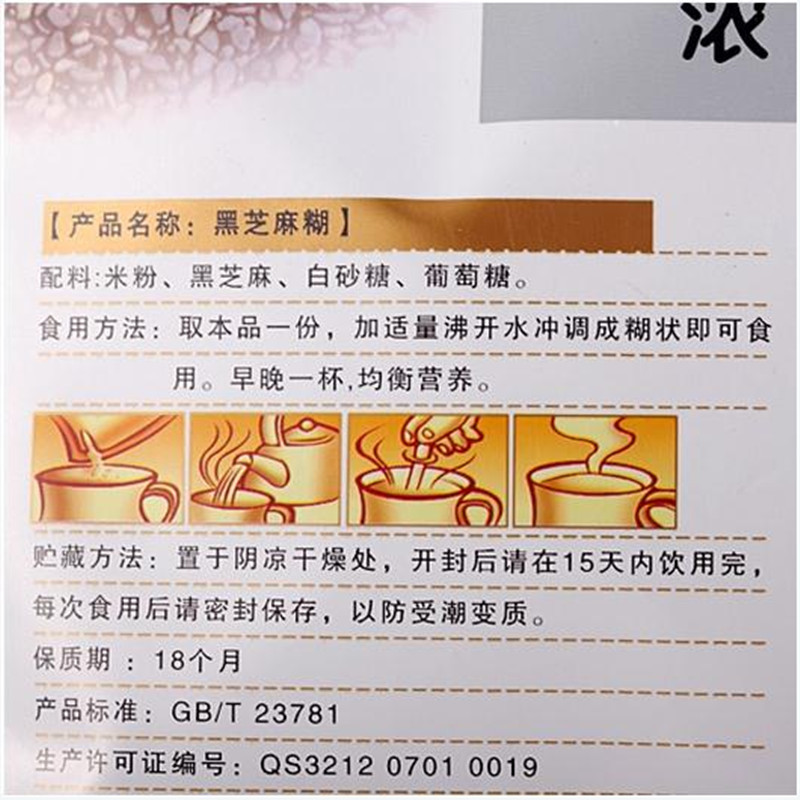 浓
【产品名称：黑芝麻糊】
配料:米粉、黑芝麻、白砂糖、葡萄糖。
食用方法：取本品一份，加适量沸开水冲调成糊状即可食
用。早晚一杯,均衡营养。
贮藏方法：置于阴凉干燥处，开封后请在15天内饮用完，
每次食用后请密封保存，以防受潮变质。
保质期：18个月
产品标准：GB/T 23781
生产许可证编号：QS3212 0701 0019